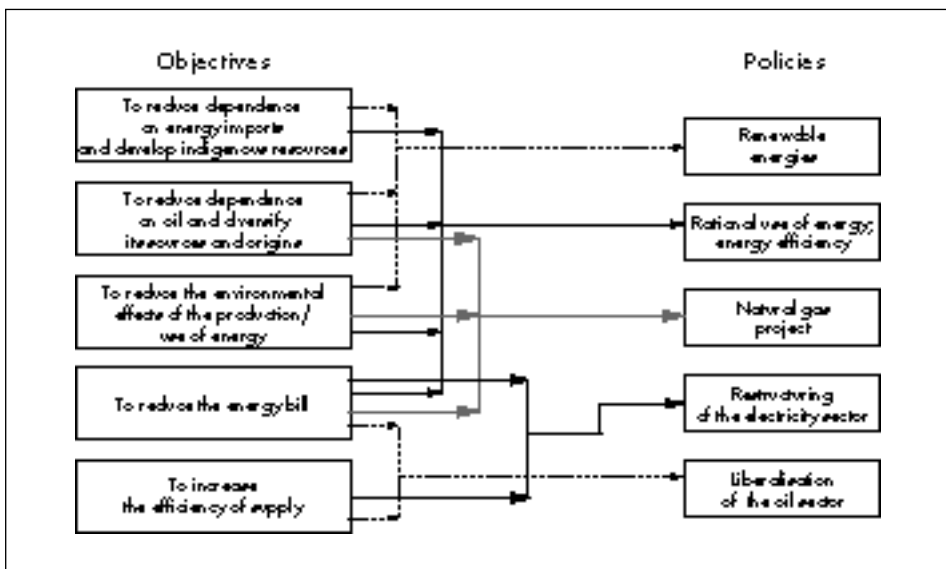 Objectives
To reduce dependence
on energy imports
and develop indigenous resources
To reduce dependence
on oil and diversify
its sources and origins
To reduce the environmental
effects of the production/
use of energy
To reduce the energy bill
To increase
the efficiency of supply
Policies
Renewable
energies
Rational use of energy;
energy efficiency
Natural gas
project
Restructuring
of the electricity sector
Liberalisation
of the oil sector